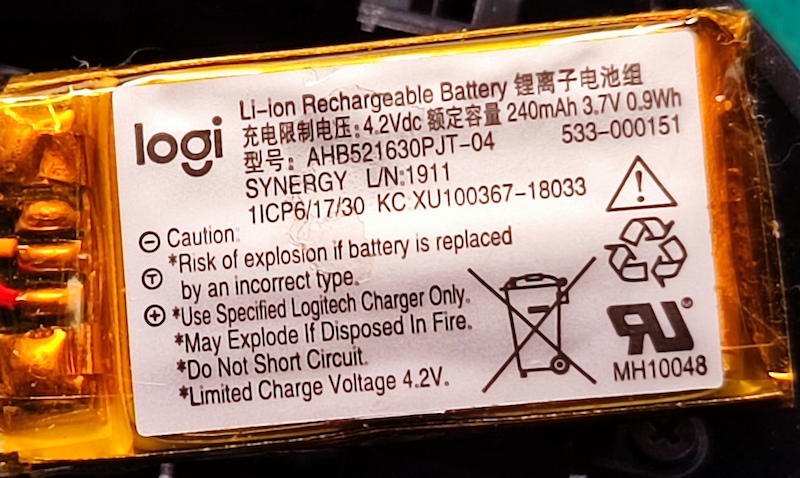 logi
Li-ion Rechargeable Battery 锂离子电池组
充电限制电压: 4.2Vdc 额定容量 240mAh 3.7V 0.9Wh
型号: AHB521630PJT-04 533-000151
SYNERGY L/N:1911
1ICP6/17/30 KC XU100367-18033
⊖ Caution:
*Risk of explosion if battery is replaced
Ⓣ by an incorrect type.
⊕ *Use Specified Logitech Charger Only.
*May Explode If Disposed In Fire.
*Do Not Short Circuit.
*Limited Charge Voltage 4.2V.
MH10048